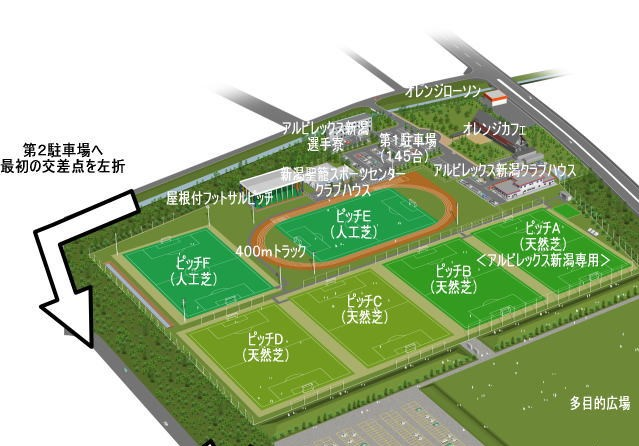 オレンジローソン
アルビレックス新潟
選手寮
第1駐車場
(145台)
オレンジカフェ
第2駐車場へ
最初の交差点を左折
新潟聖籠スポーツセンター
クラブハウス
アルビレックス新潟クラブハウス
屋根付フットサルピッチ
ピッチE
(人工芝)
400mトラック
ピッチA
(天然芝)
<アルビレックス新潟専用>
ピッチF
(人工芝)
ピッチB
(天然芝)
ピッチC
(天然芝)
ピッチD
(天然芝)
多目的広場